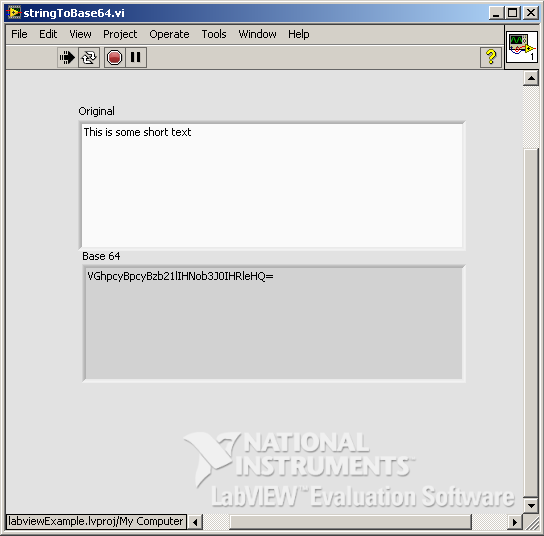 stringToBase64.vi
File Edit View Project Operate Tools Window Help
?
1
Original
This is some short text
Base 64
VGhpcyBpcyBzb21lIHNob3J0IHRleHQ=
NATIONAL
INSTRUMENTS™
LabVIEW™ Evaluation Software
labviewExample.lvproj/My Computer